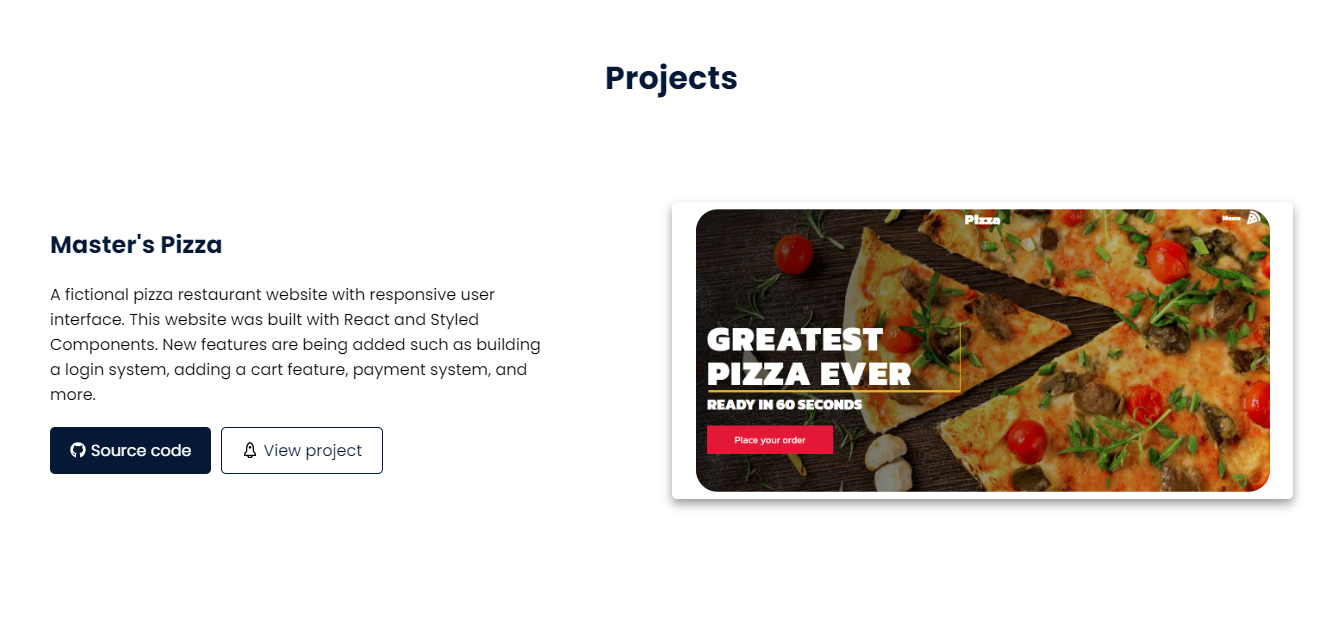 Projects
Master's Pizza
A fictional pizza restaurant website with responsive user
interface. This website was built with React and Styled
Components. New features are being added such as building
a login system, adding a cart feature, payment system, and
more.
Source code
View project
Pizza
Menu
GREATEST
PIZZA EVER
READY IN 60 SECONDS
Place your order